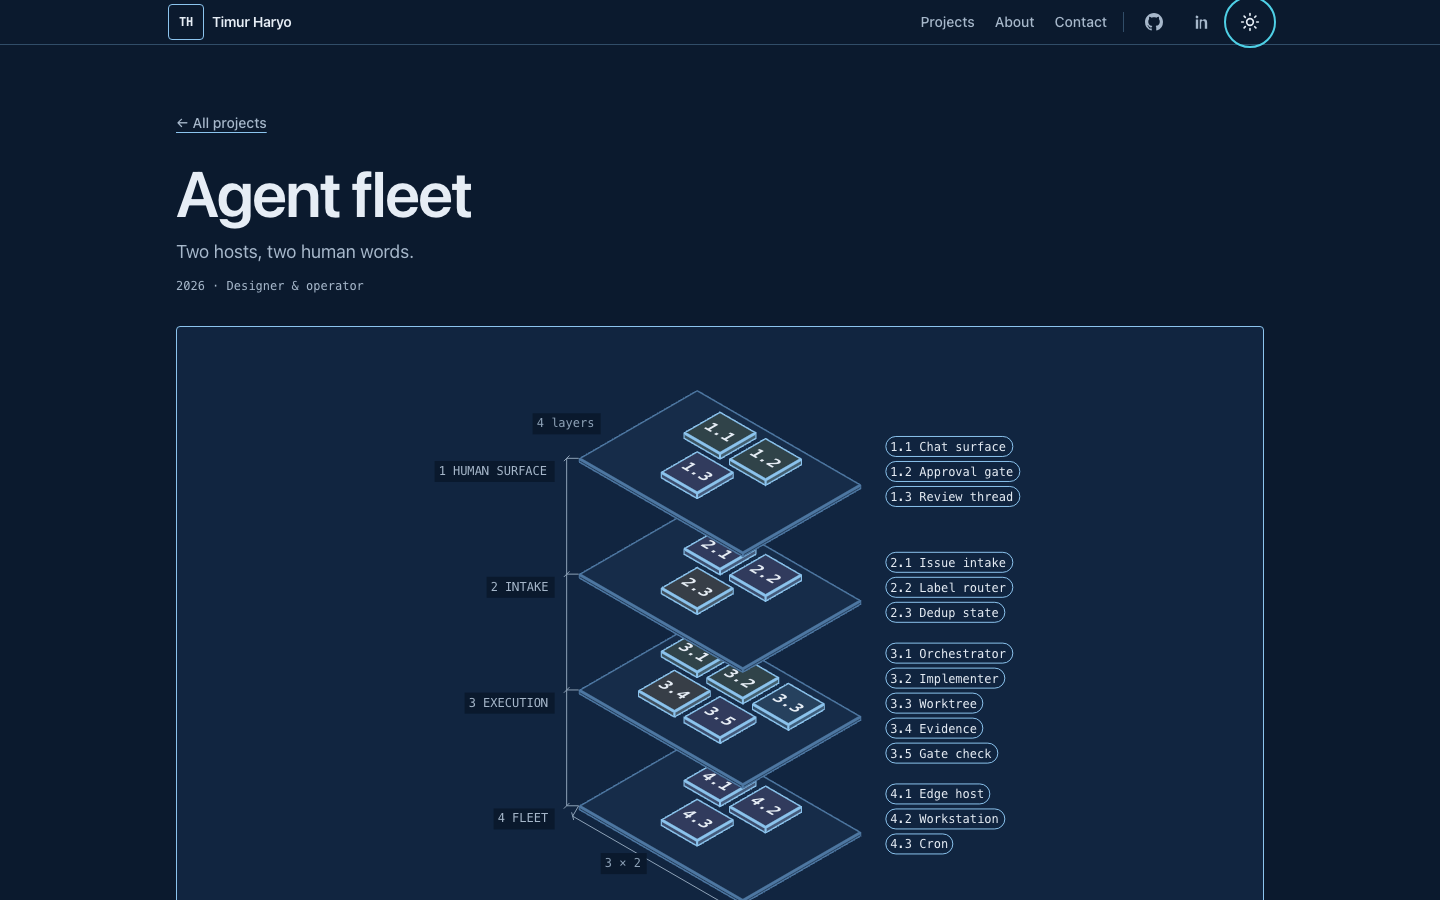 TH Timur Haryo Projects About Contact in
← All projects
Agent fleet
Two hosts, two human words.
2026 · Designer & operator
4 layers
1 HUMAN SURFACE
1.1
1.2
1.3
1.1 Chat surface
1.2 Approval gate
1.3 Review thread
2 INTAKE
2.1
2.2
2.3
2.1 Issue intake
2.2 Label router
2.3 Dedup state
3 EXECUTION
3.1
3.2
3.4
3.3
3.5
3.1 Orchestrator
3.2 Implementer
3.3 Worktree
3.4 Evidence
3.5 Gate check
4 FLEET
4.1
4.2
4.3
4.1 Edge host
4.2 Workstation
4.3 Cron
3 × 2